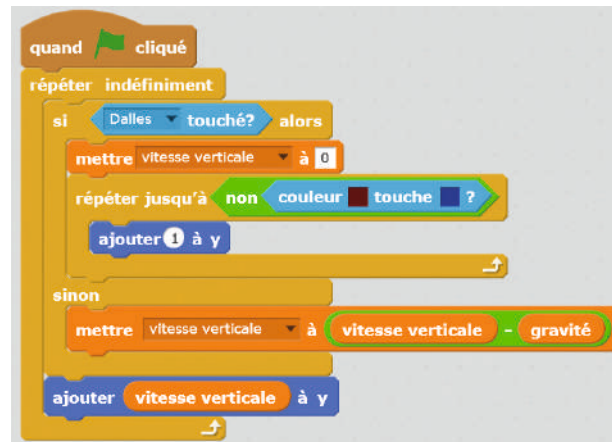 quand cliqué
répéter indéfiniment
si Dalles touché? alors
mettre vitesse verticale à 0
répéter jusqu'à non couleur touche ?
ajouter 1 à y
sinon
mettre vitesse verticale à vitesse verticale - gravité
ajouter vitesse verticale à y